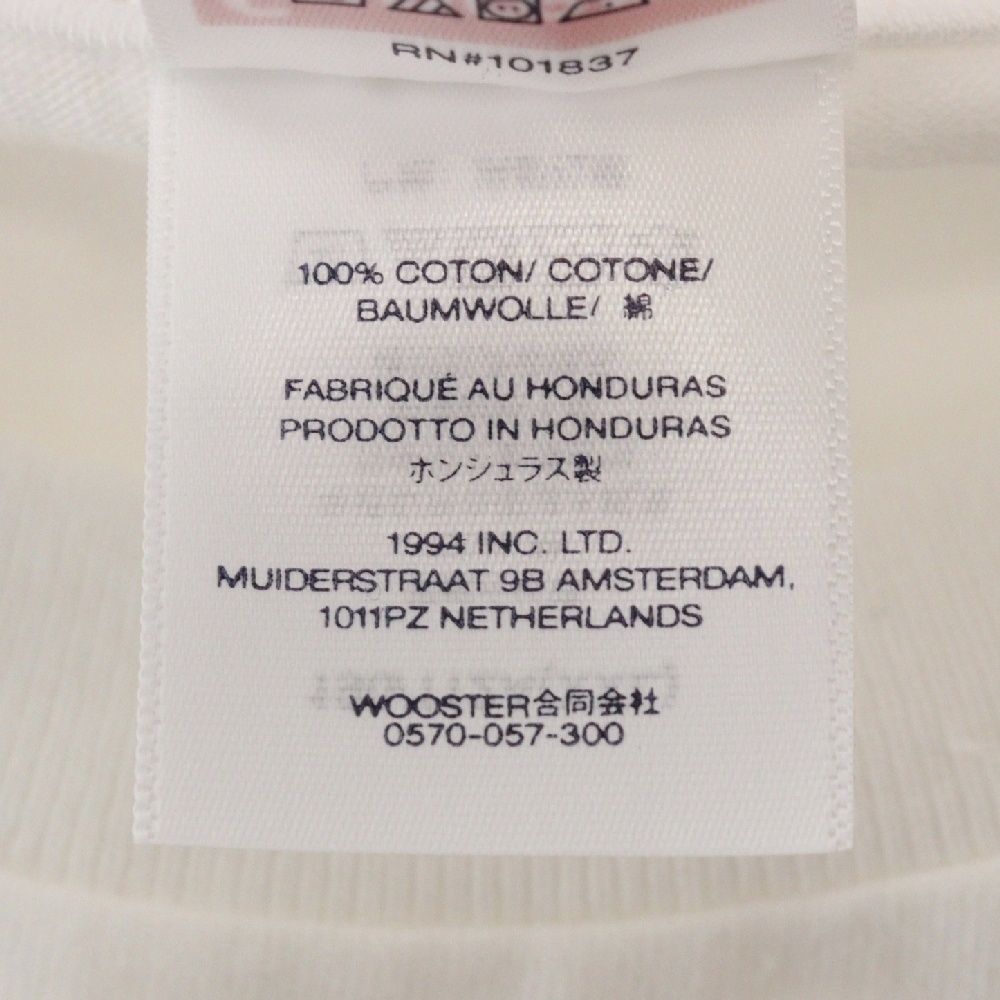 RN#101837
100% COTON/ COTONE/
BAUMWOLLE/ 綿
FABRIQUÉ AU HONDURAS
PRODOTTO IN HONDURAS
ホンシュラス製
1994 INC. LTD.
MUIDERSTRAAT 9B AMSTERDAM,
1011PZ NETHERLANDS
WOOSTER合同会社
0570-057-300